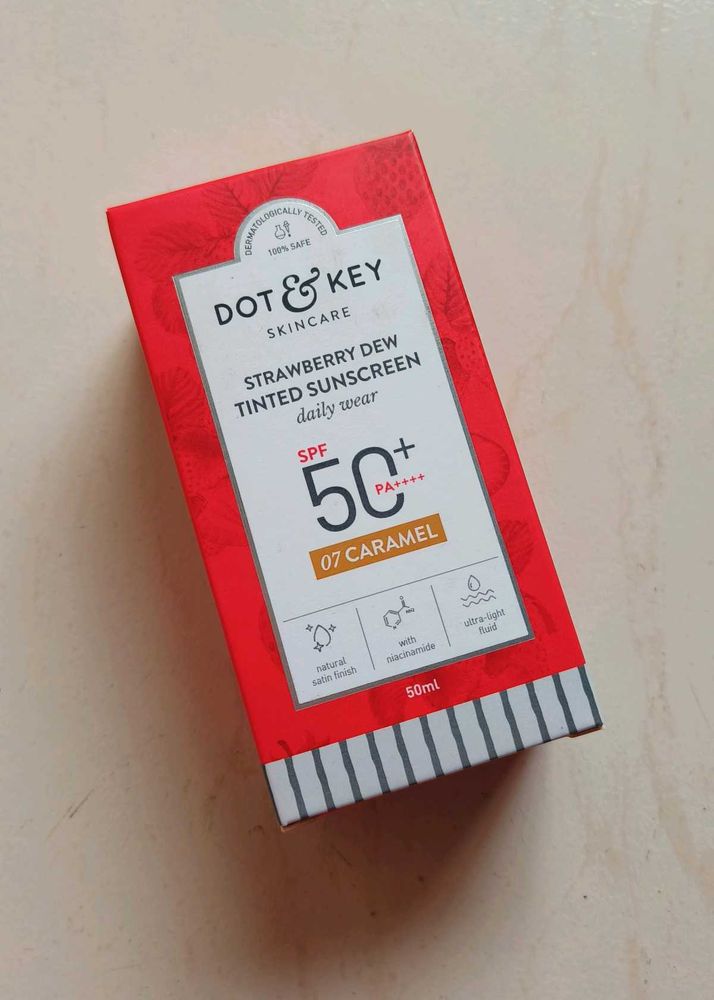 DERMATOLOGICALLY TESTED
100% SAFE
DOT & KEY
SKINCARE
STRAWBERRY DEW
TINTED SUNSCREEN
daily wear
SPF
50+
PA++++
07 CARAMEL
natural
satin finish
with
niacinamide
ultra-light
fluid
50ml